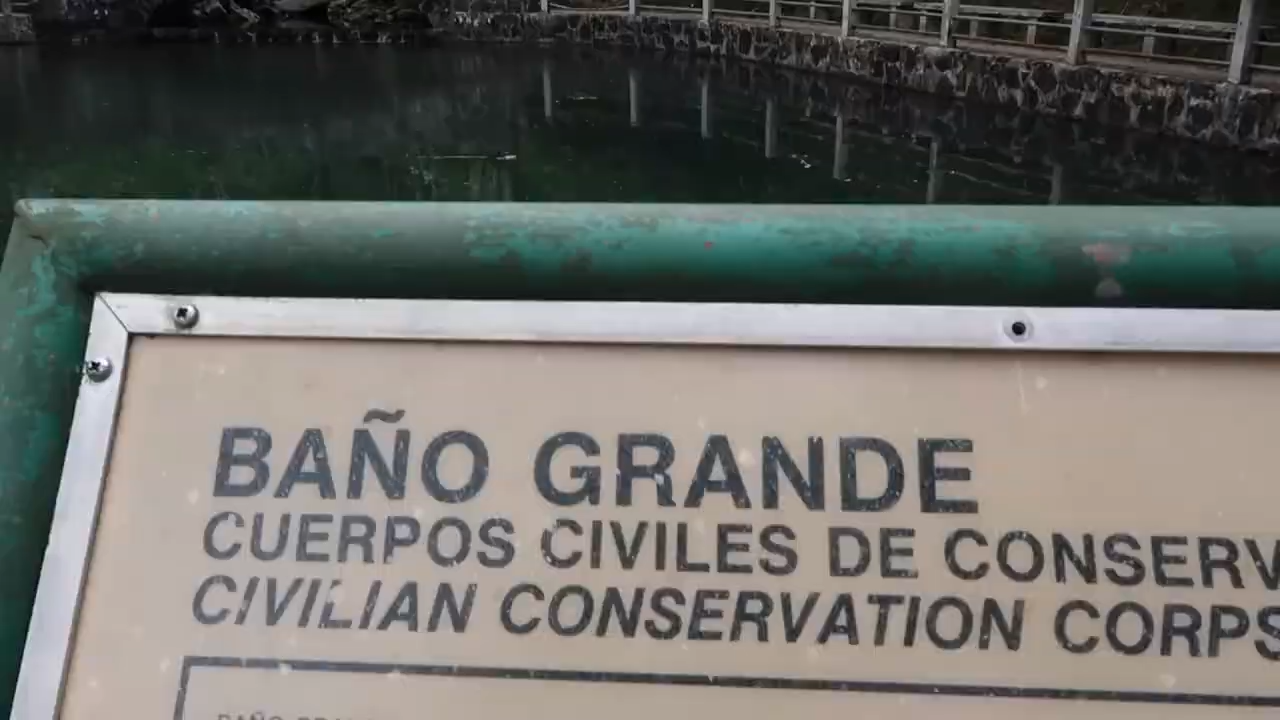 BAÑO GRANDE
CUERPOS CIVILES DE CONSERV
CIVILIAN CONSERVATION CORPS